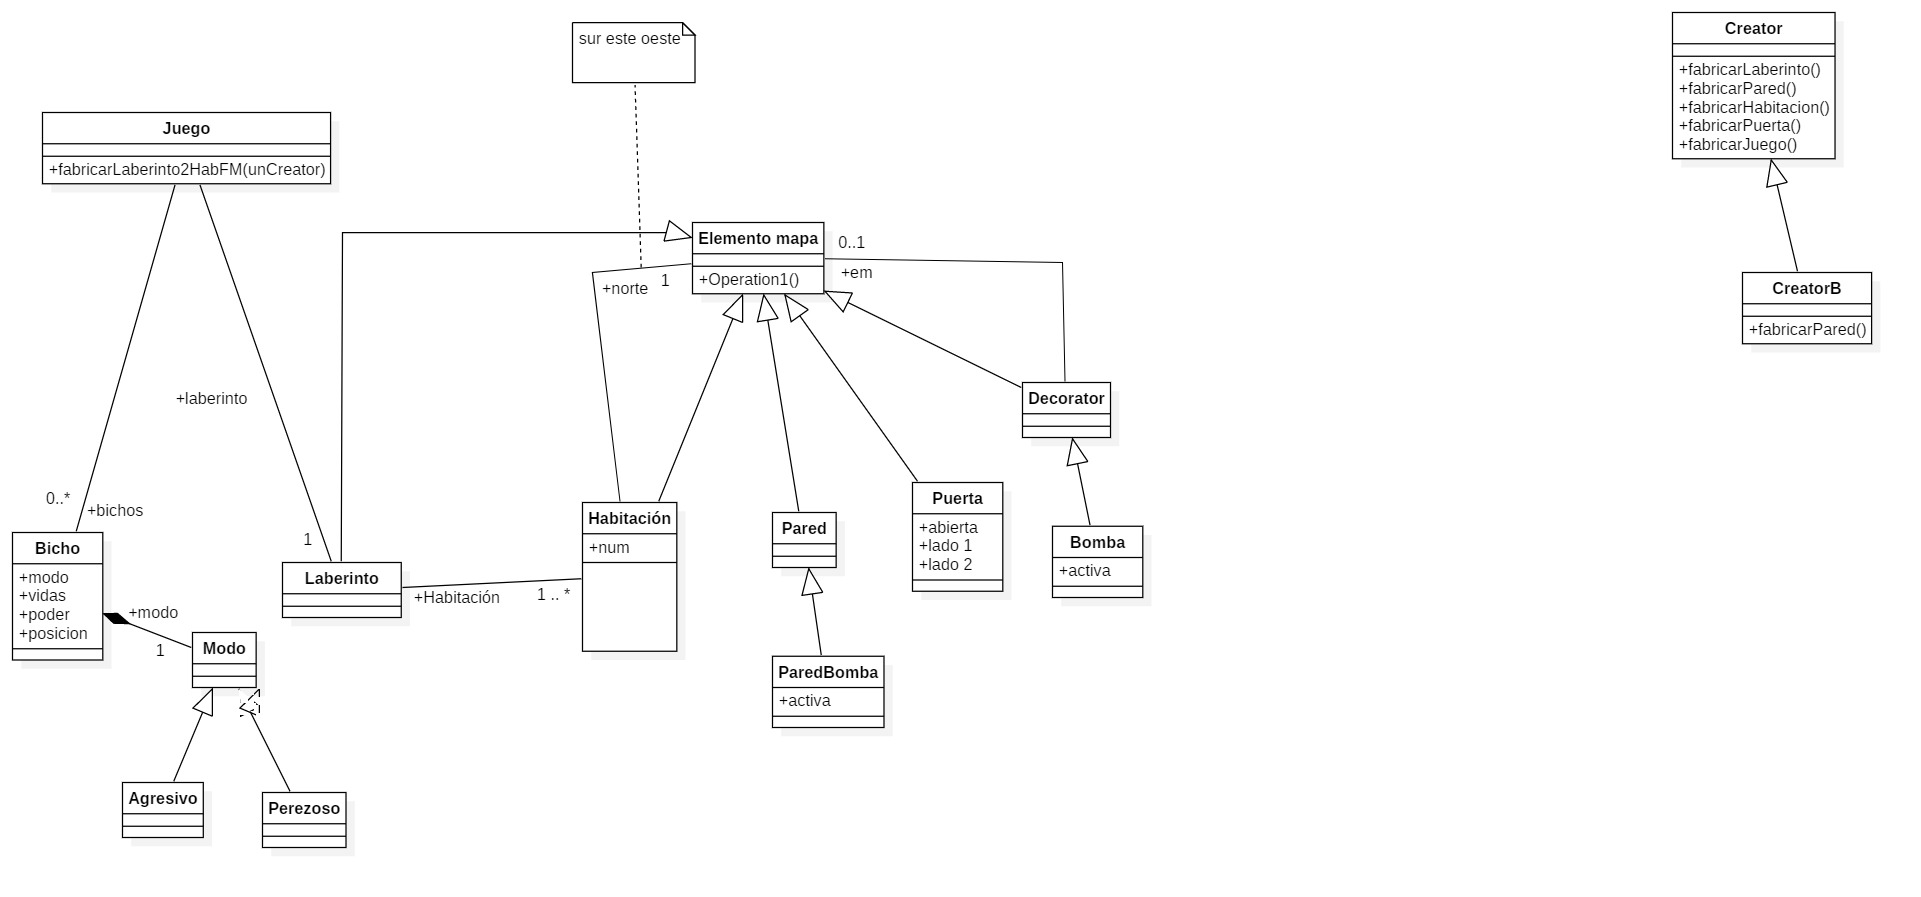 sur este oeste
Creator
+fabricarLaberinto()
+fabricarPared()
+fabricarHabitacion()
+fabricarPuerta()
+fabricarJuego()
Juego
+fabricarLaberinto2HabFM(unCreator)
Elemento mapa
+Operation1()
0..1
+em
+norte
1
CreatorB
+fabricarPared()
+laberinto
Decorator
0..*
+bichos
1
Bicho
+modo
+vidas
+poder
+posicion
+modo
1
Laberinto
+Habitación
1 .. *
Habitación
+num
Pared
Puerta
+abierta
+lado 1
+lado 2
Bomba
+activa
Modo
ParedBomba
+activa
Agresivo
Perezoso